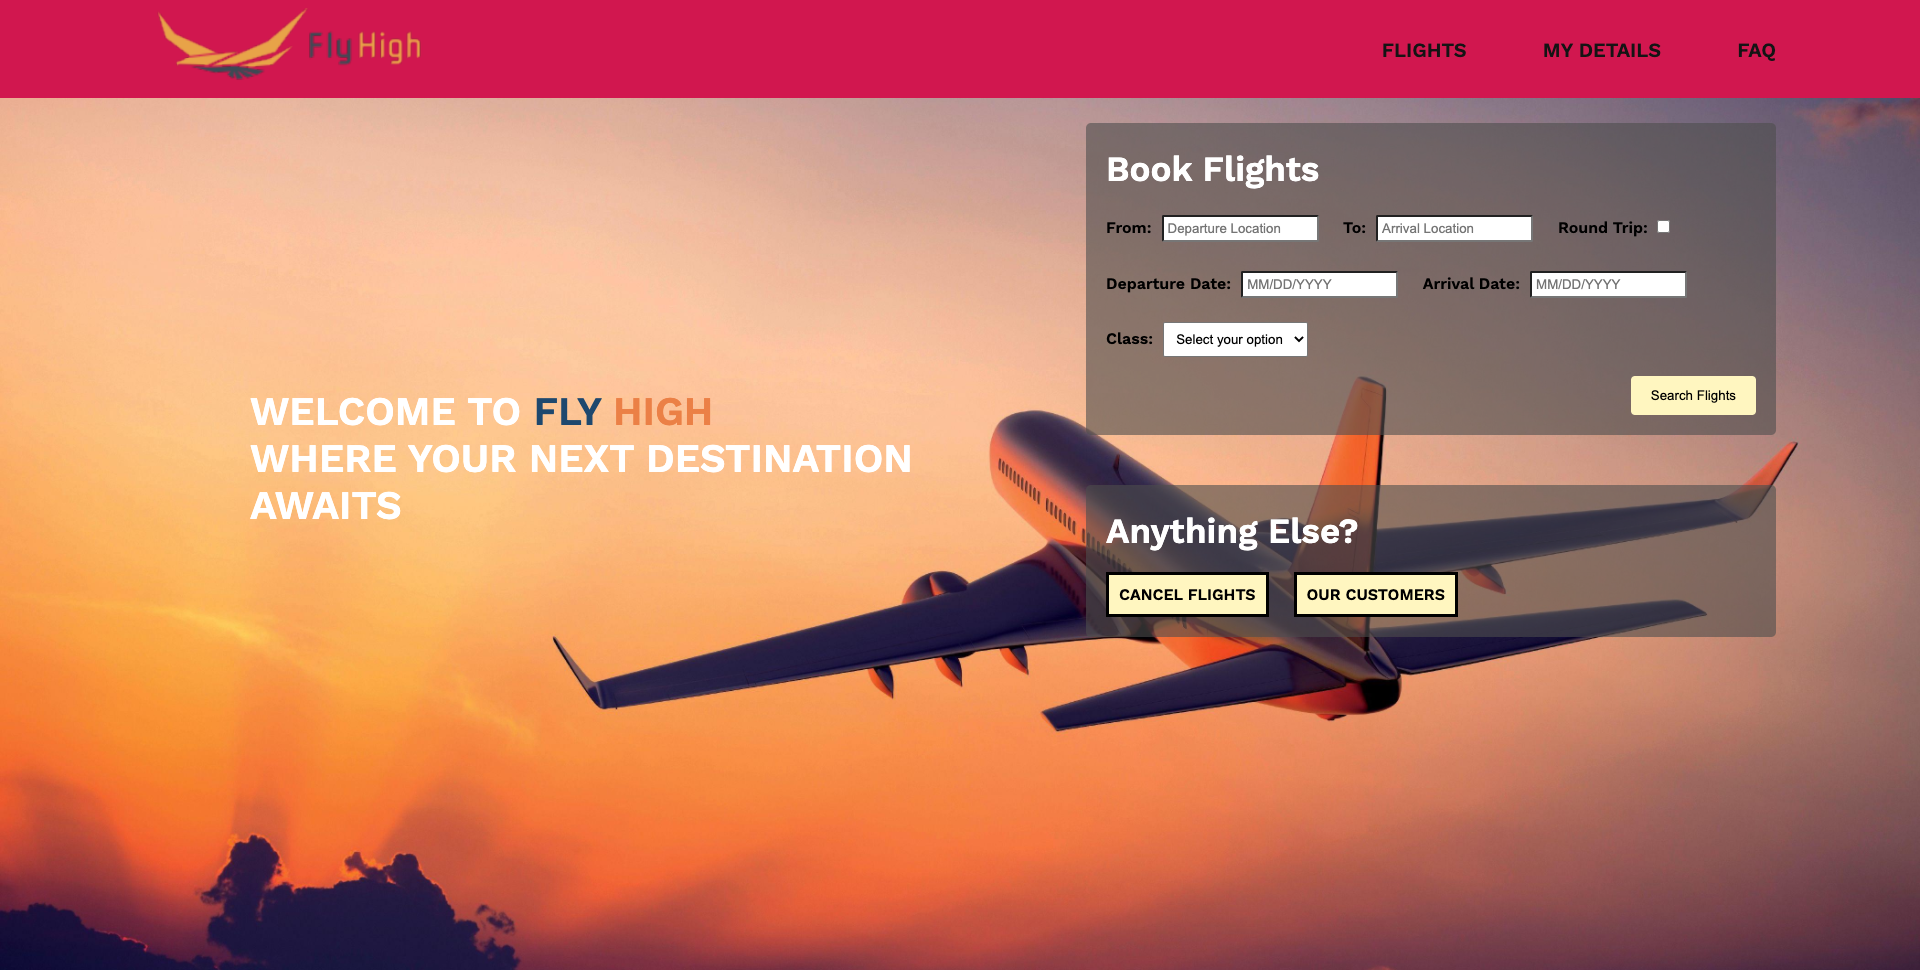 Fly High
FLIGHTS MY DETAILS FAQ
Book Flights
From: Departure Location To: Arrival Location Round Trip:
Departure Date: MM/DD/YYYY Arrival Date: MM/DD/YYYY
Class: Select your option
Search Flights
WELCOME TO FLY HIGH
WHERE YOUR NEXT DESTINATION
AWAITS
Anything Else?
CANCEL FLIGHTS OUR CUSTOMERS